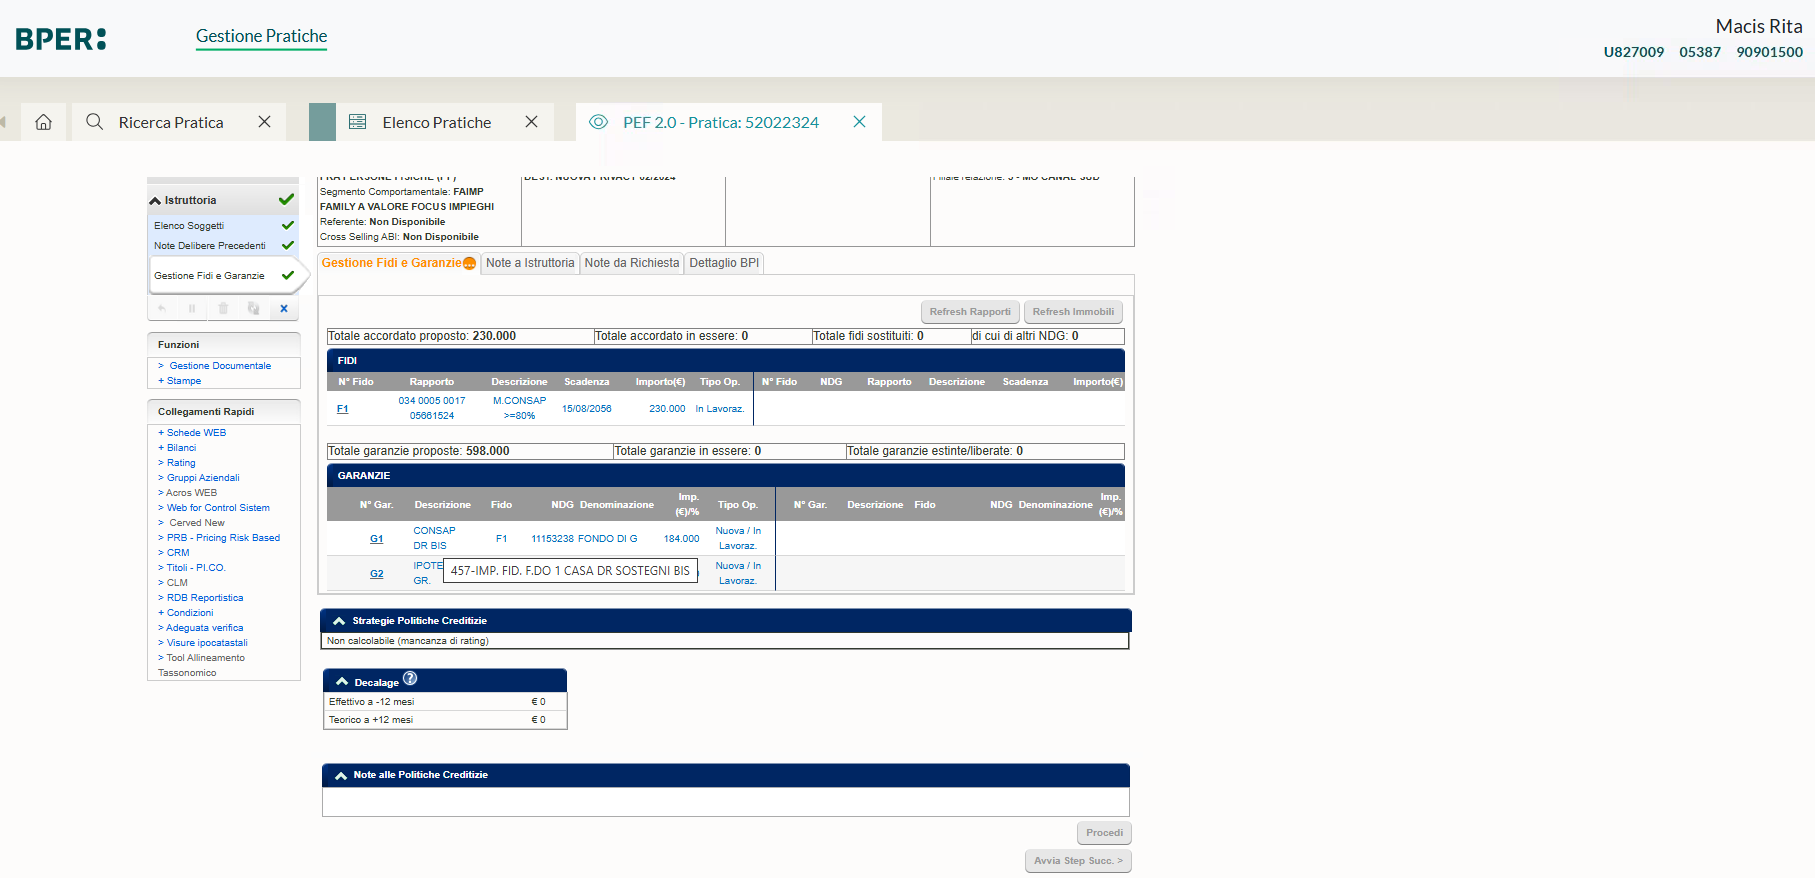 BPER:
Gestione Pratiche
Macis Rita
U827009 05387 90901500
Ricerca Pratica
Elenco Pratiche
PEF 2.0 - Pratica: 52022324
Istruttoria
Elenco Soggetti
Note Delibere Precedenti
Gestione Fidi e Garanzie
Funzioni
> Gestione Documentale
+ Stampe
Collegamenti Rapidi
+ Schede WEB
+ Bilanci
> Rating
> Gruppi Aziendali
> Acros WEB
> Web for Control Sistem
> Cerved New
> PRB - Pricing Risk Based
> CRM
> Titoli - PI.CO.
> CLM
> RDB Reportistica
+ Condizioni
> Adeguata verifica
> Visure ipocatastali
> Tool Allineamento
Tassonomico
Segmento Comportamentale: FAIMP
FAMILY A VALORE FOCUS IMPIEGHI
Referente: Non Disponibile
Cross Selling ABI: Non Disponibile
Gestione Fidi e Garanzie
Note a Istruttoria
Note da Richiesta
Dettaglio BPI
Refresh Rapporti
Refresh Immobili
Totale accordato proposto: 230.000 Totale accordato in essere: 0 Totale fidi sostituiti: 0 di cui di altri NDG: 0
FIDI
N° Fido Rapporto Descrizione Scadenza Importo(€) Tipo Op. N° Fido NDG Rapporto Descrizione Scadenza Importo(€)
F1 034 0005 0017 05661524 M.CONSAP >=80% 15/08/2056 230.000 In Lavoraz.
Totale garanzie proposte: 598.000 Totale garanzie in essere: 0 Totale garanzie estinte/liberate: 0
GARANZIE
N° Gar. Descrizione Fido NDG Denominazione Imp. (€)/% Tipo Op. N° Gar. Descrizione Fido NDG Denominazione Imp. (€)/%
G1 CONSAP DR BIS F1 11153238 FONDO DI G 184.000 Nuova / In Lavoraz.
G2 IPOTE GR. Nuova / In Lavoraz.
457-IMP. FID. F.DO 1 CASA DR SOSTEGNI BIS
Strategie Politiche Creditizie
Non calcolabile (mancanza di rating)
Decalage ?
Effettivo a -12 mesi € 0
Teorico a +12 mesi € 0
Note alle Politiche Creditizie
Procedi
Avvia Step Succ. >